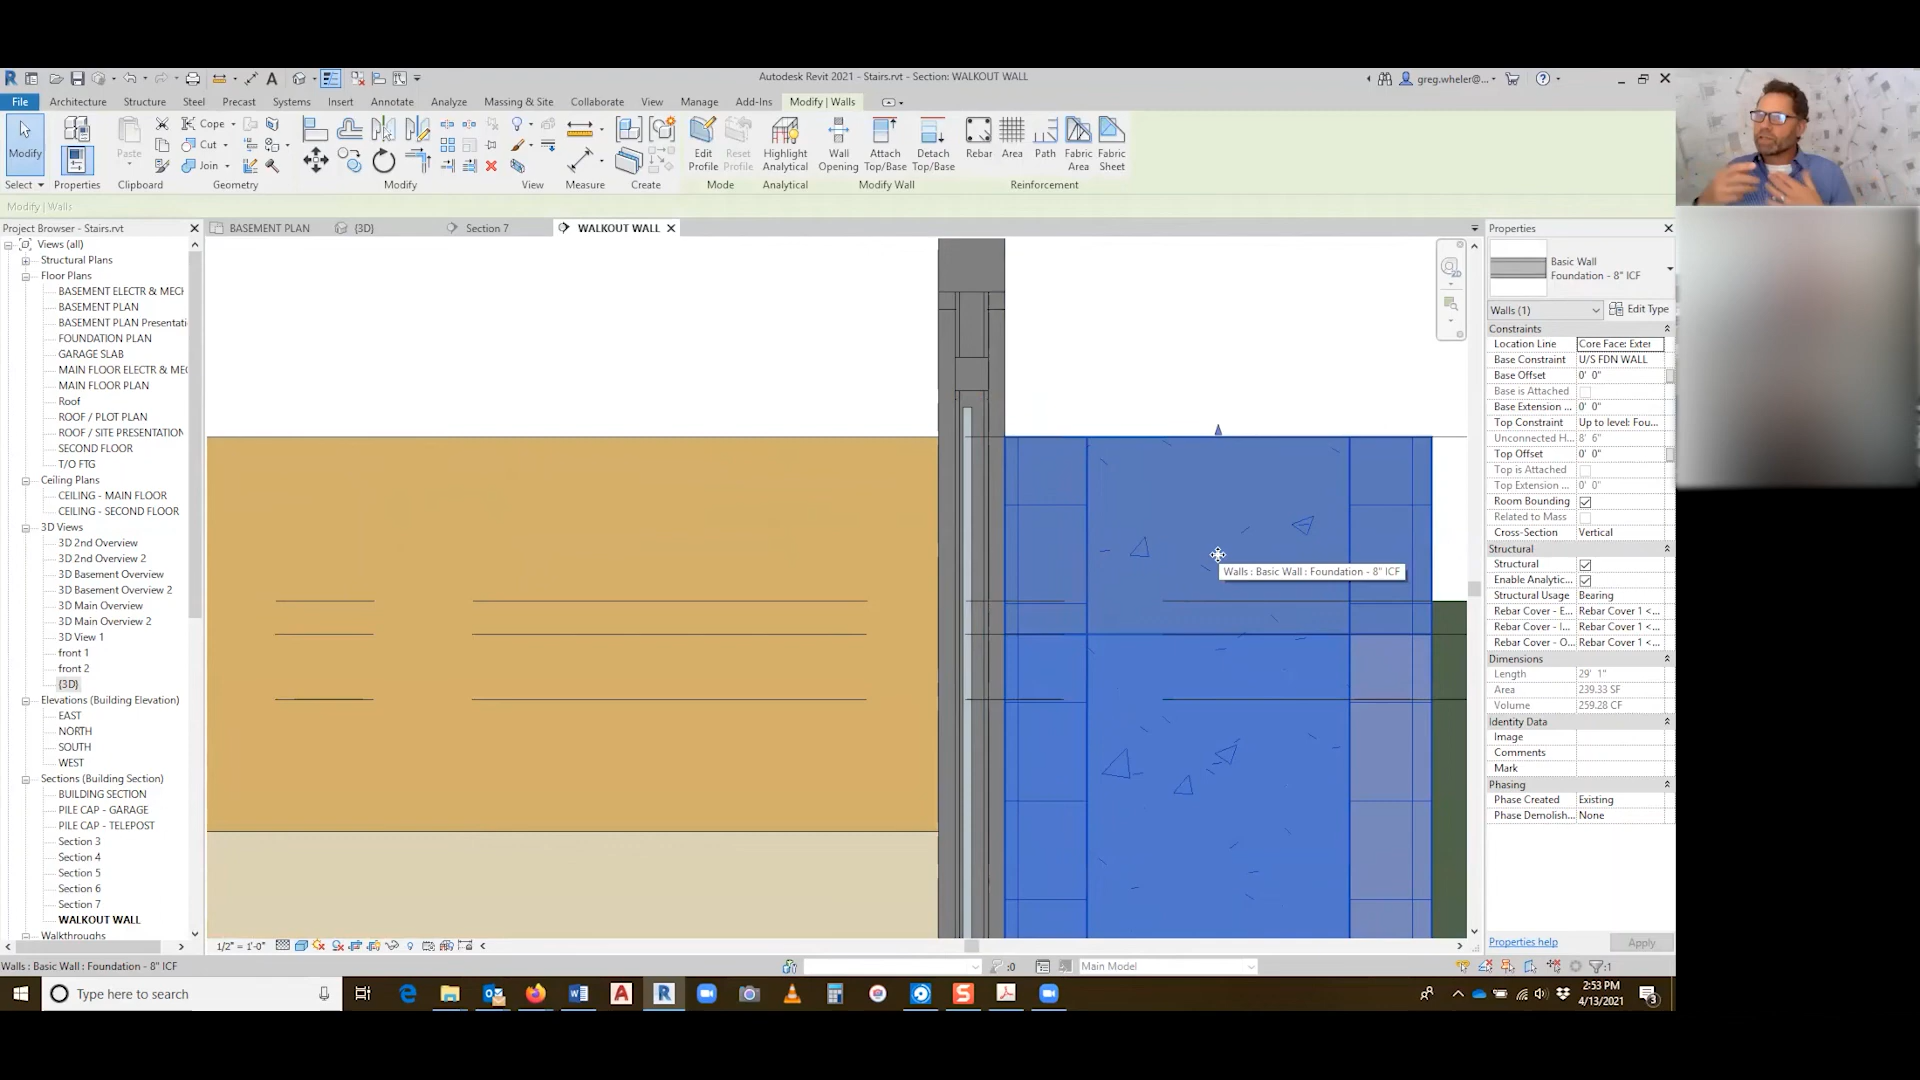 Autodesk Revit 2021 - Stairs.rvt - Section: WALKOUT WALL
greg.wheler@...
File Architecture Structure Steel Precast Systems Insert Annotate Analyze Massing & Site Collaborate View Manage Add-Ins Modify | Walls
Modify
Select
Properties
Paste
Clipboard
Cope
Cut
Join
Geometry
Modify
View
Measure
Create
Edit Profile
Reset Profile
Mode
Highlight Analytical
Analytical
Wall Opening
Attach Top/Base
Detach Top/Base
Modify Wall
Rebar
Area
Path
Fabric Area
Fabric Sheet
Reinforcement
Modify | Walls
Project Browser - Stairs.rvt
Views (all)
Structural Plans
Floor Plans
BASEMENT ELECTR & MECH
BASEMENT PLAN
BASEMENT PLAN Presentati
FOUNDATION PLAN
GARAGE SLAB
MAIN FLOOR ELECTR & ME
MAIN FLOOR PLAN
Roof
ROOF / PLOT PLAN
ROOF / SITE PRESENTATION
SECOND FLOOR
T/O FTG
Ceiling Plans
CEILING - MAIN FLOOR
CEILING - SECOND FLOOR
3D Views
3D 2nd Overview
3D 2nd Overview 2
3D Basement Overview
3D Basement Overview 2
3D Main Overview
3D Main Overview 2
3D View 1
front 1
front 2
{3D}
Elevations (Building Elevation)
EAST
NORTH
SOUTH
WEST
Sections (Building Section)
BUILDING SECTION
PILE CAP - GARAGE
PILE CAP - TELEPOST
Section 3
Section 4
Section 5
Section 6
Section 7
WALKOUT WALL
Walkthroughs
BASEMENT PLAN {3D} Section 7 WALKOUT WALL
Walls : Basic Wall : Foundation - 8" ICF
1/2" = 1'-0"
Properties
Basic Wall
Foundation - 8" ICF
Walls (1) Edit Type
Constraints
Location Line Core Face: Exter
Base Constraint U/S FDN WALL
Base Offset 0' 0"
Base is Attached
Base Extension ... 0' 0"
Top Constraint Up to level: Fou...
Unconnected H... 8' 6"
Top Offset 0' 0"
Top is Attached
Top Extension ... 0' 0"
Room Bounding
Related to Mass
Cross-Section Vertical
Structural
Structural
Enable Analytic...
Structural Usage Bearing
Rebar Cover - E... Rebar Cover 1 <...
Rebar Cover - I... Rebar Cover 1 <...
Rebar Cover - O... Rebar Cover 1 <...
Dimensions
Length 29' 1"
Area 239.33 SF
Volume 259.28 CF
Identity Data
Image
Comments
Mark
Phasing
Phase Created Existing
Phase Demolish... None
Properties help Apply
Walls : Basic Wall : Foundation - 8" ICF
:0
Main Model
:1
Type here to search
2:53 PM
4/13/2021
3